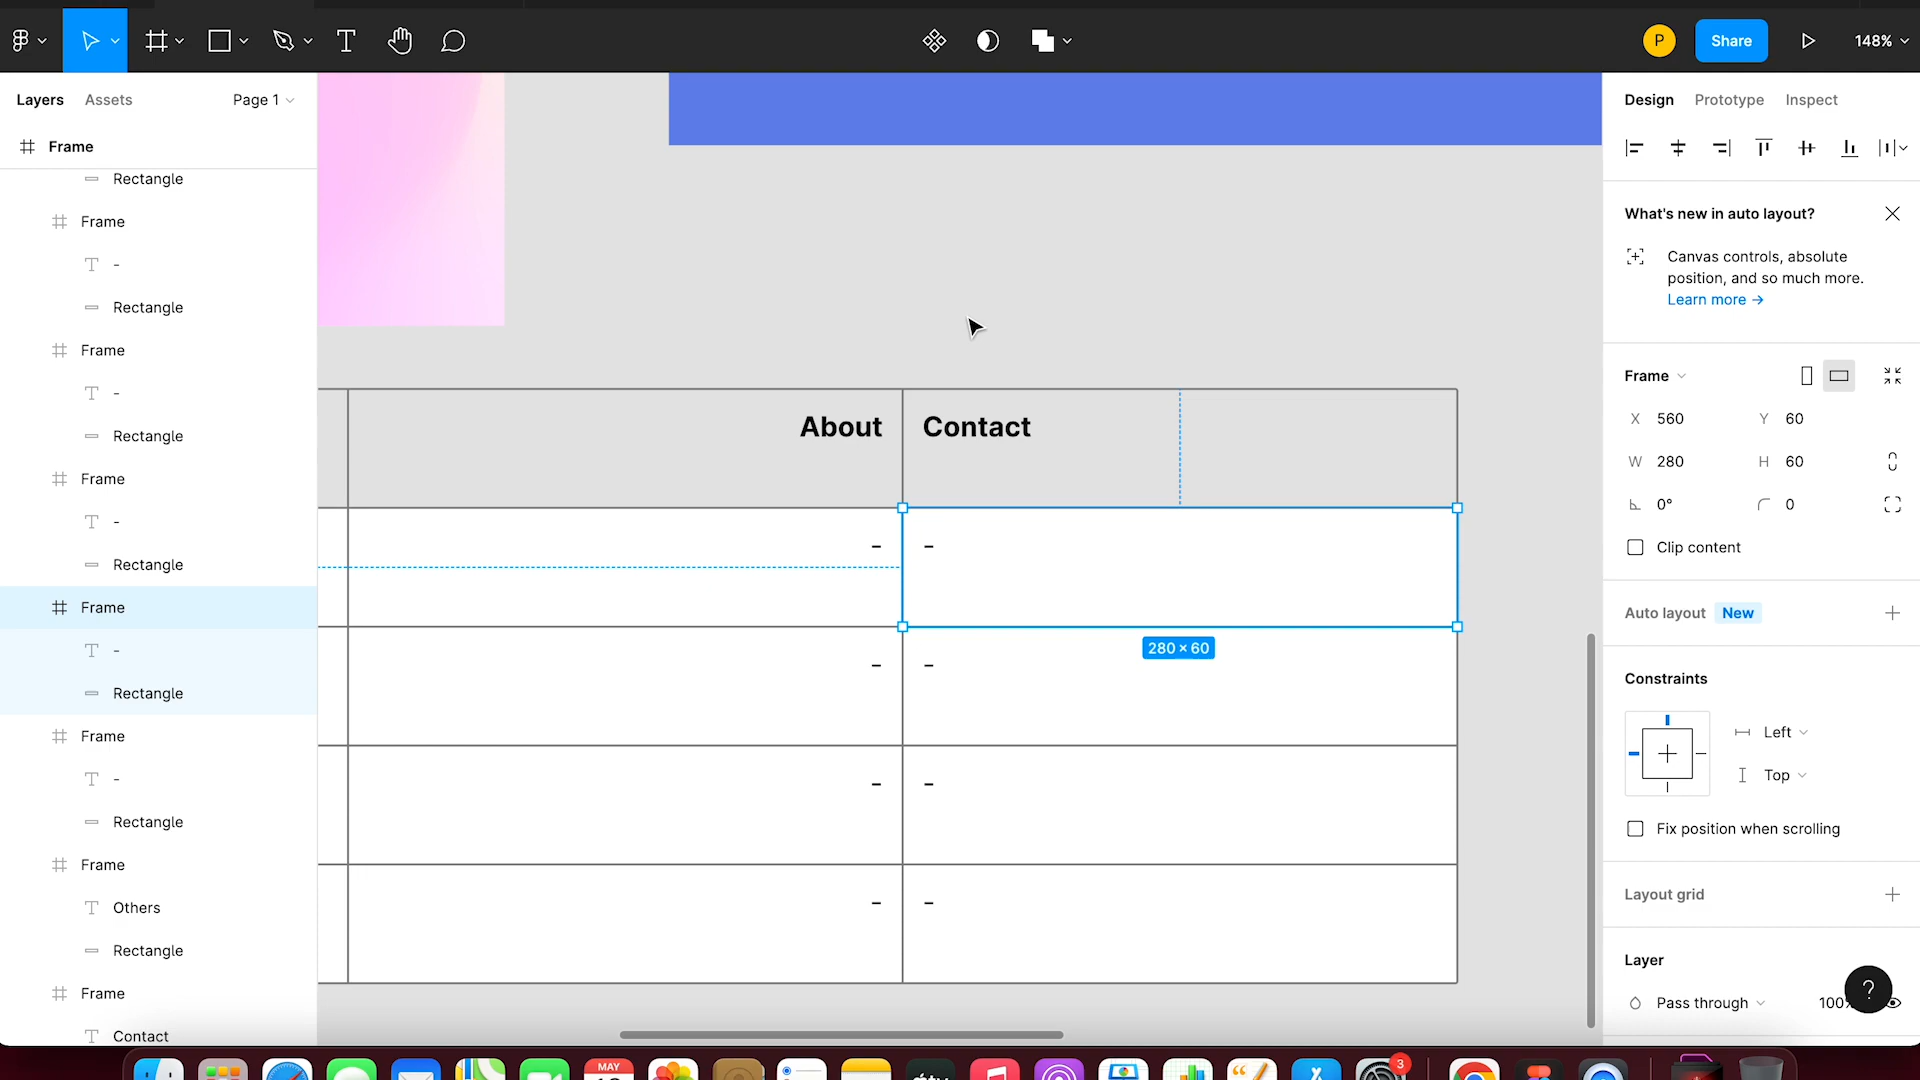 P
Share
148%
Layers
Assets
Page 1
Design
Prototype
Inspect
Frame
Rectangle
Frame
-
Rectangle
Frame
-
Rectangle
Frame
-
Rectangle
Frame
-
Rectangle
Frame
-
Rectangle
Frame
Others
Rectangle
Frame
Contact
About
Contact
-
-
-
-
-
-
-
-
280 × 60
What's new in auto layout?
Canvas controls, absolute
position, and so much more.
Learn more →
Frame
X 560
Y 60
W 280
H 60
0°
0
Clip content
Auto layout New
Constraints
Left
Top
Fix position when scrolling
Layout grid
Layer
Pass through
100%
?
MAY
3